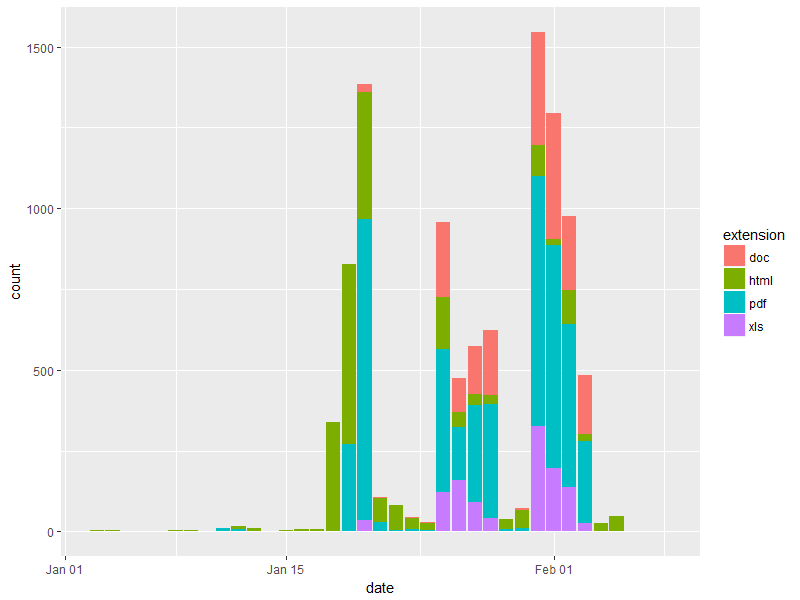 1500
1000
500
0
count
Jan 01
Jan 15
Feb 01
date
extension
doc
html
pdf
xls